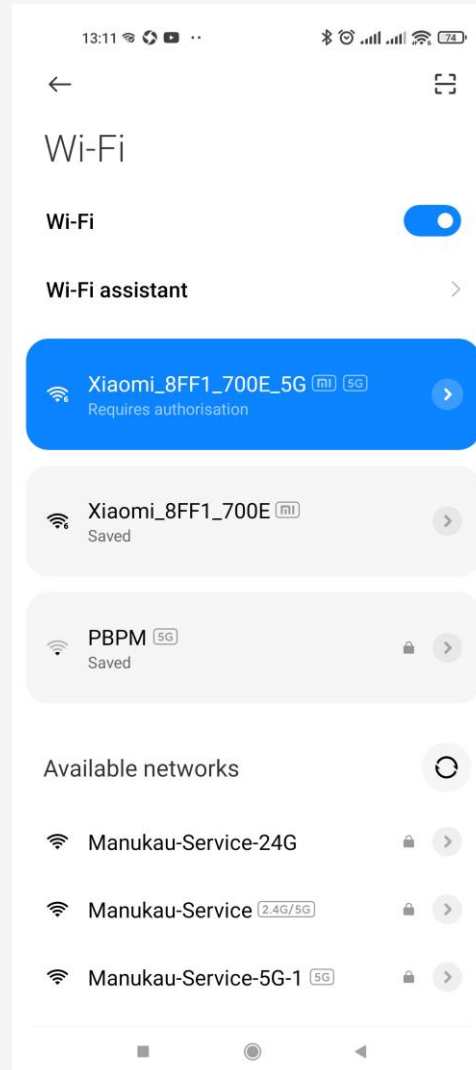 13:11
74
Wi-Fi
Wi-Fi
Wi-Fi assistant
Xiaomi_8FF1_700E_5G mi 5G
Requires authorisation
Xiaomi_8FF1_700E mi
Saved
PBPM 5G
Saved
Available networks
Manukau-Service-24G
Manukau-Service 2.4G/5G
Manukau-Service-5G-1 5G